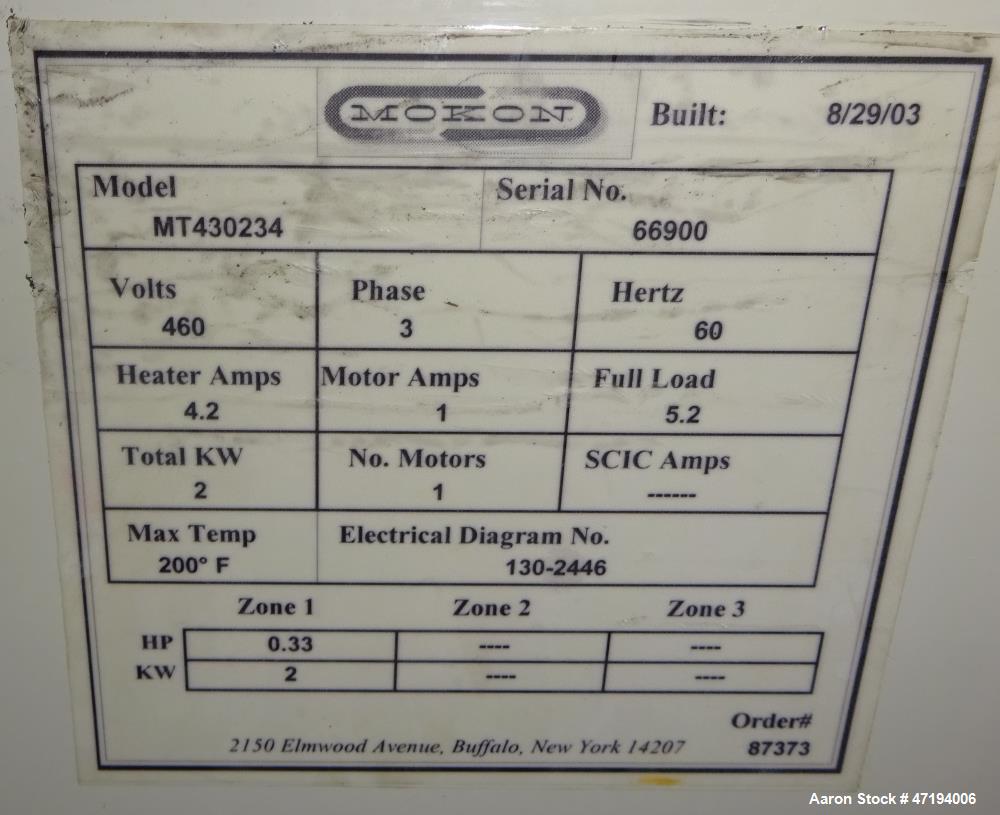 MOKON Built: 8/29/03
Model Serial No.
MT430234 66900
Volts Phase Hertz
460 3 60
Heater Amps Motor Amps Full Load
4.2 1 5.2
Total KW No. Motors SCIC Amps
2 1 ------
Max Temp Electrical Diagram No.
200° F 130-2446
Zone 1 Zone 2 Zone 3
HP 0.33 ---- ----
KW 2 ---- ----
Order#
2150 Elmwood Avenue, Buffalo, New York 14207 87373
Aaron Stock # 47194006